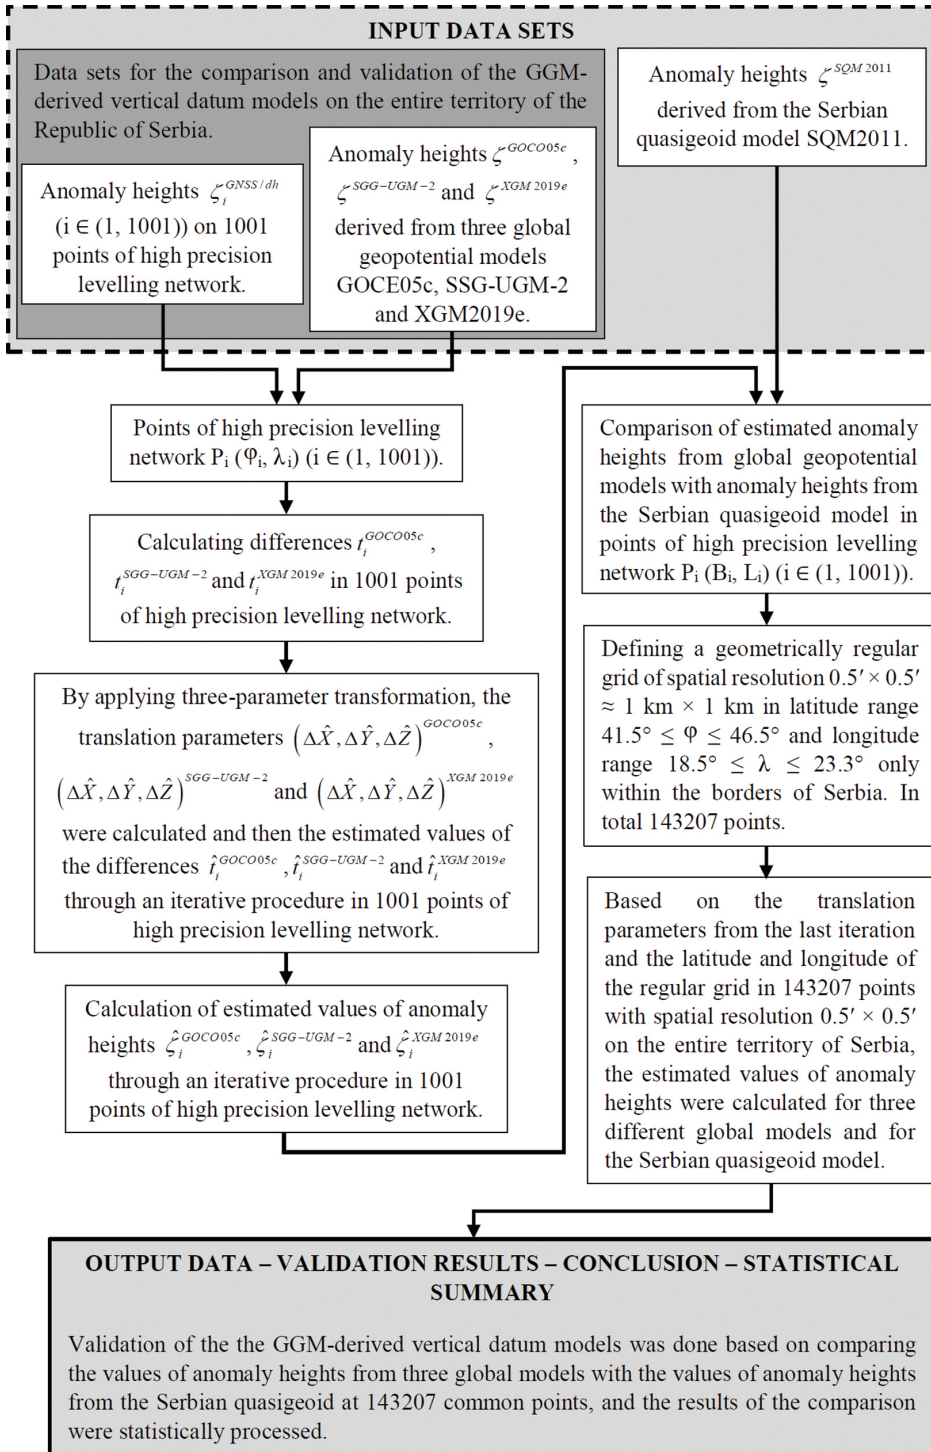 INPUT DATA SETS
Data sets for the comparison and validation of the GGM-
derived vertical datum models on the entire territory of the
Republic of Serbia.
Anomaly heights ζ_i^{GNSS/dh}
(i ∈ (1, 1001)) on 1001
points of high precision
levelling network.
Anomaly heights ζ^{GOCO05c},
ζ^{SGG-UGM-2} and ζ^{XGM2019e}
derived from three global
geopotential models
GOCE05c, SSG-UGM-2
and XGM2019e.
Anomaly heights ζ^{SQM2011}
derived from the Serbian
quasigeoid model SQM2011.
Points of high precision levelling
network P_i (φ_i, λ_i) (i ∈ (1, 1001)).
Calculating differences t_i^{GOCO05c},
t_i^{SGG-UGM-2} and t_i^{XGM2019e} in 1001 points
of high precision levelling network.
By applying three-parameter transformation, the
translation parameters (ΔX̂, ΔŶ, ΔẐ)^{GOCO05c},
(ΔX̂, ΔŶ, ΔẐ)^{SGG-UGM-2} and (ΔX̂, ΔŶ, ΔẐ)^{XGM2019e}
were calculated and then the estimated values of
the differences t̂_i^{GOCO05c}, t̂_i^{SGG-UGM-2} and t̂_i^{XGM2019e}
through an iterative procedure in 1001 points of
high precision levelling network.
Calculation of estimated values of anomaly
heights ζ̂_i^{GOCO05c}, ζ̂_i^{SGG-UGM-2} and ζ̂_i^{XGM2019e}
through an iterative procedure in 1001
points of high precision levelling network.
Comparison of estimated anomaly
heights from global geopotential
models with anomaly heights from
the Serbian quasigeoid model in
points of high precision levelling
network P_i (B_i, L_i) (i ∈ (1, 1001)).
Defining a geometrically regular
grid of spatial resolution 0.5′ × 0.5′
≈ 1 km × 1 km in latitude range
41.5° ≤ φ ≤ 46.5° and longitude
range 18.5° ≤ λ ≤ 23.3° only
within the borders of Serbia. In
total 143207 points.
Based on the translation
parameters from the last iteration
and the latitude and longitude of
the regular grid in 143207 points
with spatial resolution 0.5′ × 0.5′
on the entire territory of Serbia,
the estimated values of anomaly
heights were calculated for three
different global models and for
the Serbian quasigeoid model.
OUTPUT DATA – VALIDATION RESULTS – CONCLUSION – STATISTICAL
SUMMARY
Validation of the the GGM-derived vertical datum models was done based on comparing
the values of anomaly heights from three global models with the values of anomaly heights
from the Serbian quasigeoid at 143207 common points, and the results of the comparison
were statistically processed.